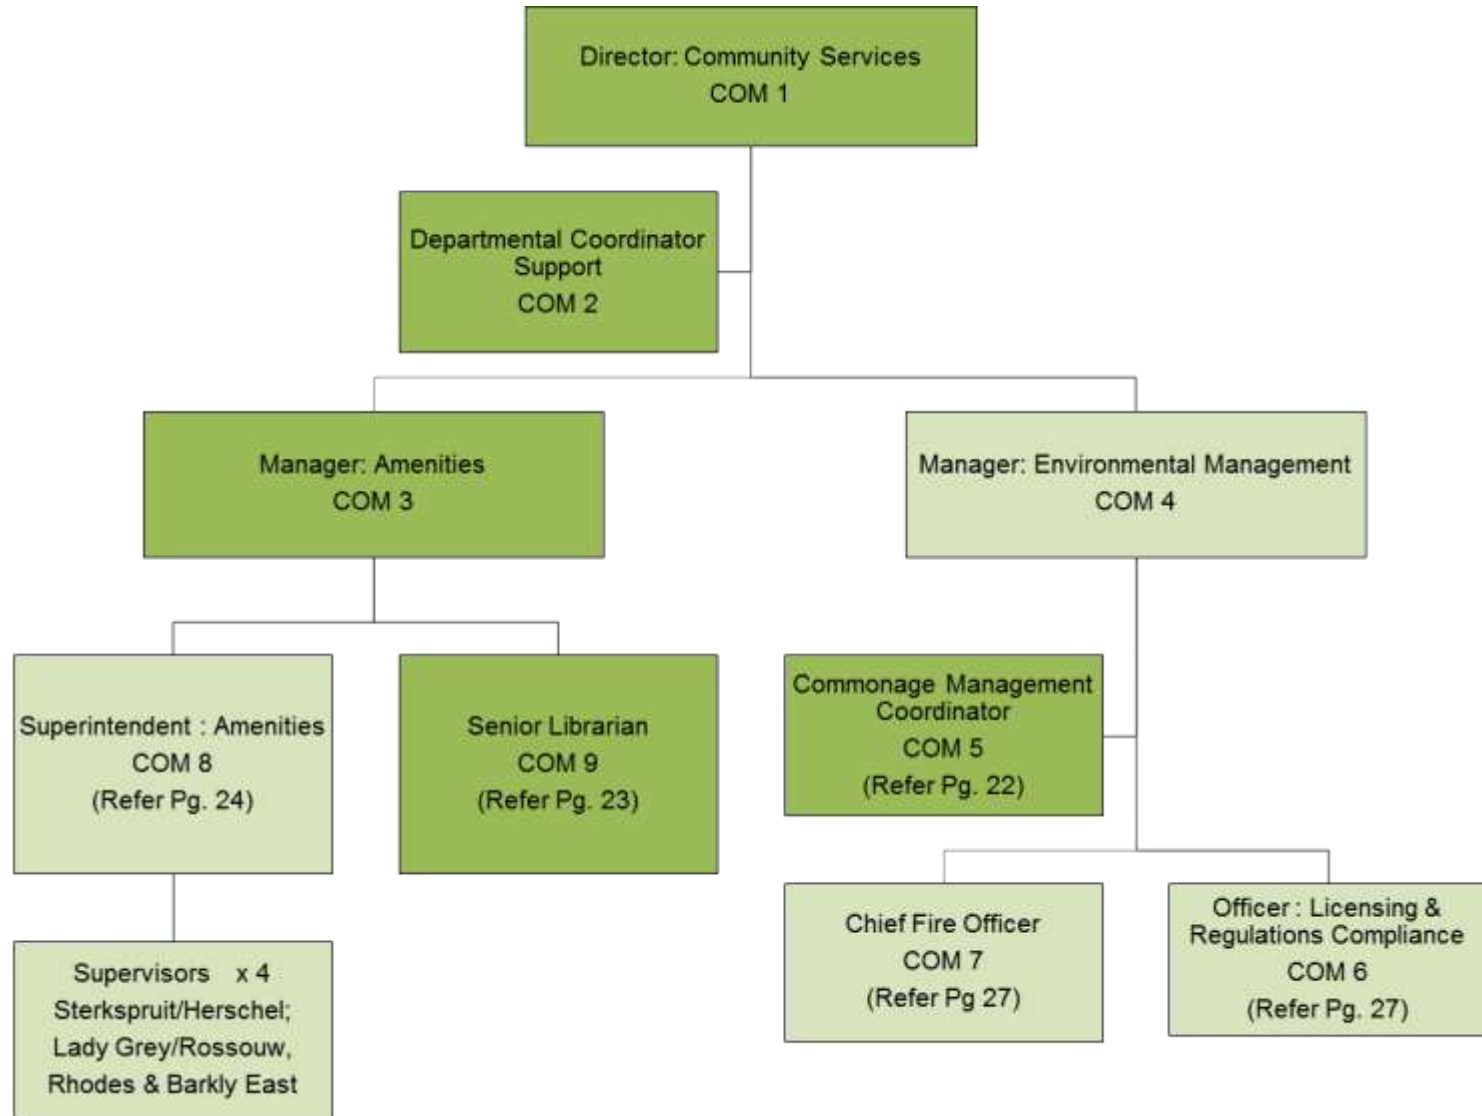 Director: Community Services
COM 1
Departmental Coordinator
Support
COM 2
Manager: Amenities
COM 3
Manager: Environmental Management
COM 4
Superintendent : Amenities
COM 8
(Refer Pg. 24)
Senior Librarian
COM 9
(Refer Pg. 23)
Commonage Management
Coordinator
COM 5
(Refer Pg. 22)
Supervisors x 4
Sterkspruit/Herschel;
Lady Grey/Rossouw,
Rhodes & Barkly East
Chief Fire Officer
COM 7
(Refer Pg 27)
Officer : Licensing &
Regulations Compliance
COM 6
(Refer Pg. 27)